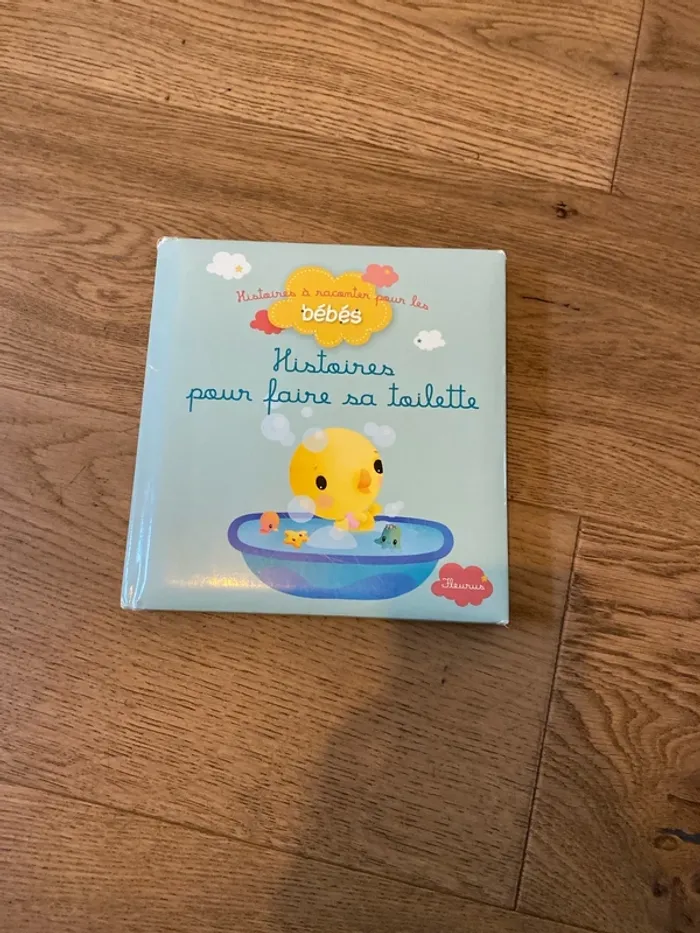 Histoires à raconter pour les
bébés
Histoires
pour faire sa toilette
Fleurus